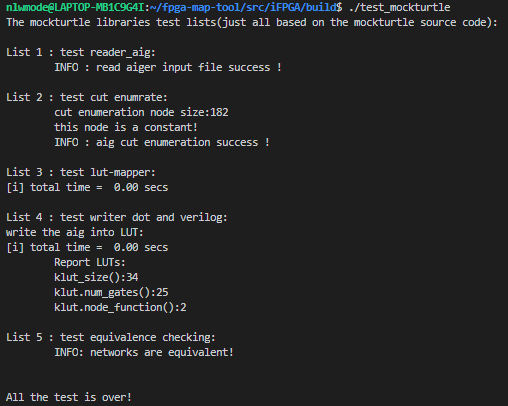 nlwmode@LAPTOP-MB1C9G4I:~/fpga-map-tool/src/iFPGA/build$ ./test_mockturtle
The mockturtle libraries test lists(just all based on the mockturtle source code):
List 1 : test reader_aig:
INFO : read aiger input file success !
List 2 : test cut enumrate:
cut enumeration node size:182
this node is a constant!
INFO : aig cut enumeration success !
List 3 : test lut-mapper:
[i] total time =  0.00 secs
List 4 : test writer dot and verilog:
write the aig into LUT:
[i] total time =  0.00 secs
Report LUTs:
klut_size():34
klut.num_gates():25
klut.node_function():2
List 5 : test equivalence checking:
INFO: networks are equivalent!
All the test is over!